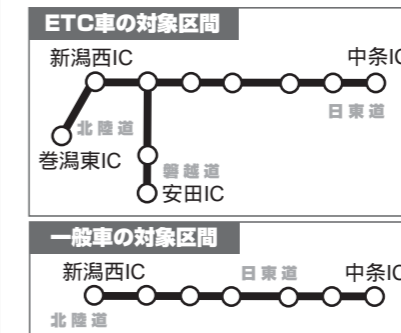 ETC車の対象区間
新潟西IC 中条IC
日東道
北陸道
巻潟東IC
磐越道
安田IC
一般車の対象区間
新潟西IC 日東道 中条IC
北陸道